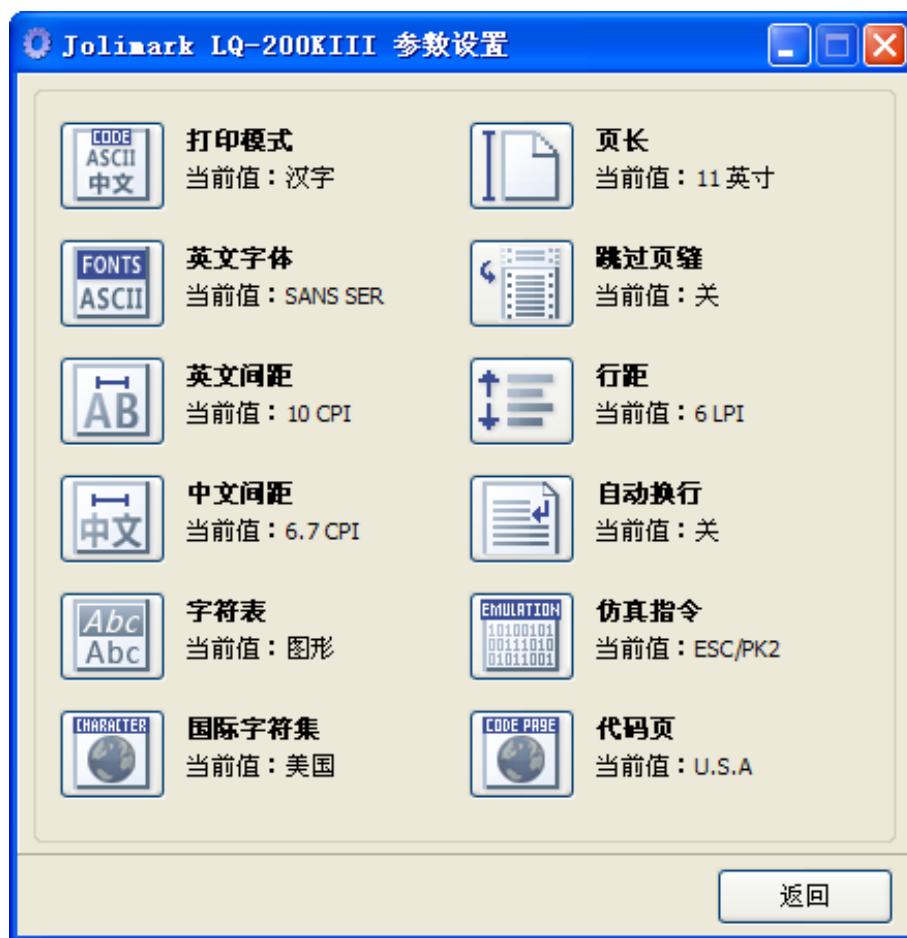 Jolimark LQ-200KIII 参数设置
CODE
ASCII
中文
打印模式
当前值：汉字
页长
当前值：11 英寸
FONTS
ASCII
英文字体
当前值：SANS SER
跳过页缝
当前值：关
AB
英文间距
当前值：10 CPI
行距
当前值：6 LPI
中文
中文间距
当前值：6.7 CPI
自动换行
当前值：关
Abc
Abc
字符表
当前值：图形
EMULATION
10100101
00111010
01011001
仿真指令
当前值：ESC/PK2
CHARACTER
国际字符集
当前值：美国
CODE PAGE
代码页
当前值：U.S.A
返回